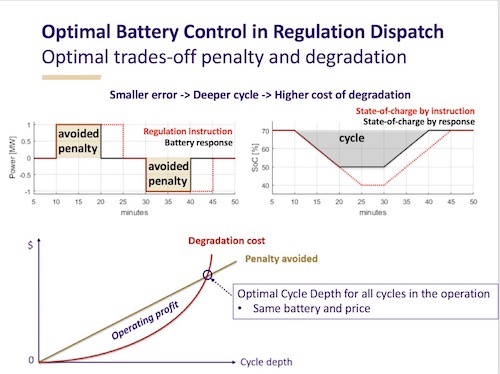 Optimal Battery Control in Regulation Dispatch
Optimal trades-off penalty and degradation
Smaller error -> Deeper cycle -> Higher cost of degradation
1
0.5
0
-0.5
-1
Power [MW]
avoided
penalty
Regulation instruction
Battery response
avoided
penalty
5 10 15 20 25 30 35 40 45 50
minutes
State-of-charge by instruction
State-of-charge by response
70
60
50
40
SoC [%]
cycle
5 10 15 20 25 30 35 40 45 50
minutes
$
Degradation cost
Penalty avoided
Operating profit
Optimal Cycle Depth for all cycles in the operation
• Same battery and price
0
Cycle depth